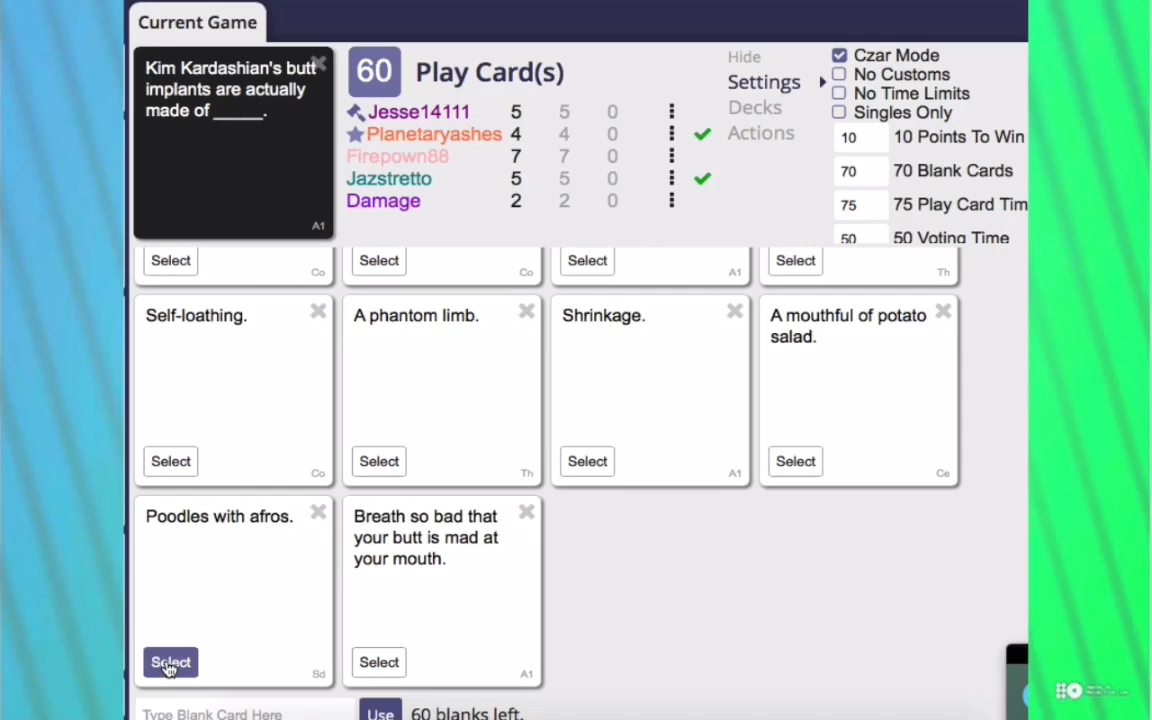 Current Game
Kim Kardashian's butt
implants are actually
made of ______.
A1
60 Play Card(s)
Jesse14111 5 5 0
Planetaryashes 4 4 0
Firepown88 7 7 0
Jazstretto 5 5 0
Damage 2 2 0
Hide
Settings
Decks
Actions
Czar Mode
No Customs
No Time Limits
Singles Only
10 10 Points To Win
70 70 Blank Cards
75 75 Play Card Tim
50 50 Voting Time
Select Co
Select Co
Select A1
Select Th
Self-loathing.
Select Co
A phantom limb.
Select Th
Shrinkage.
Select A1
A mouthful of potato
salad.
Select Ce
Poodles with afros.
Select Sd
Breath so bad that
your butt is mad at
your mouth.
Select A1
Type Blank Card Here Use 60 blanks left.